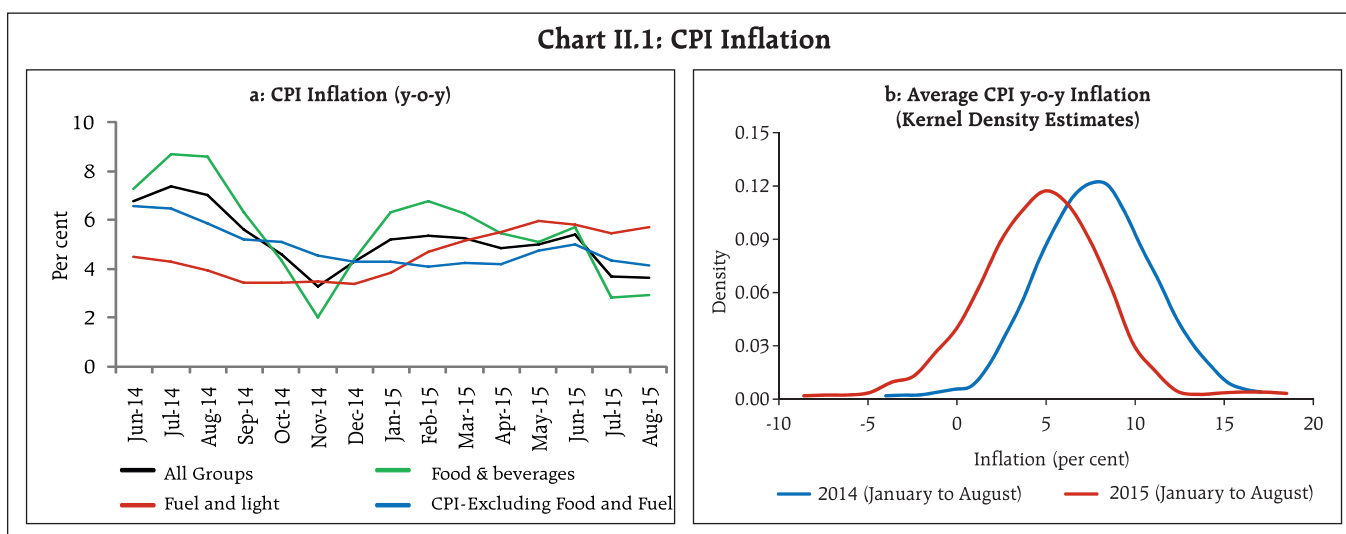 Chart II.1: CPI Inflation
a: CPI Inflation (y-o-y)
Per cent
10
8
6
4
2
0
Jun-14
Jul-14
Aug-14
Sep-14
Oct-14
Nov-14
Dec-14
Jan-15
Feb-15
Mar-15
Apr-15
May-15
Jun-15
Jul-15
Aug-15
All Groups
Food & beverages
Fuel and light
CPI-Excluding Food and Fuel
b: Average CPI y-o-y Inflation
(Kernel Density Estimates)
Density
0.15
0.12
0.09
0.06
0.03
0.00
-10 -5 0 5 10 15 20
Inflation (per cent)
2014 (January to August) 2015 (January to August)